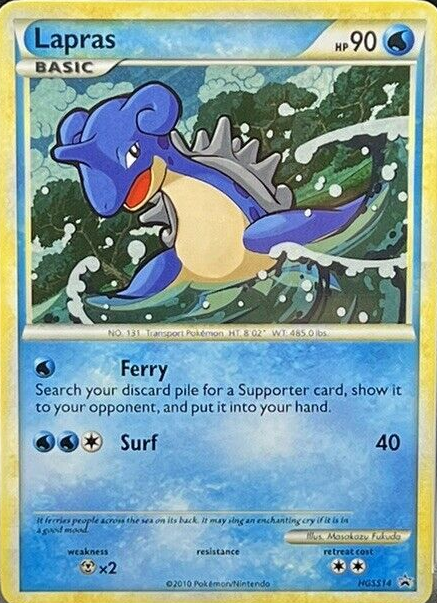 Lapras
HP 90
BASIC
NO. 131 Transport Pokémon HT: 8'02" WT: 485.0 lbs.
Ferry
Search your discard pile for a Supporter card, show it
to your opponent, and put it into your hand.
Surf 40
It ferries people across the sea on its back. It may sing an enchanting cry if it is in
a good mood.
Illus. Masakazu Fukuda
weakness resistance retreat cost
×2
©2010 Pokémon/Nintendo HGSS14